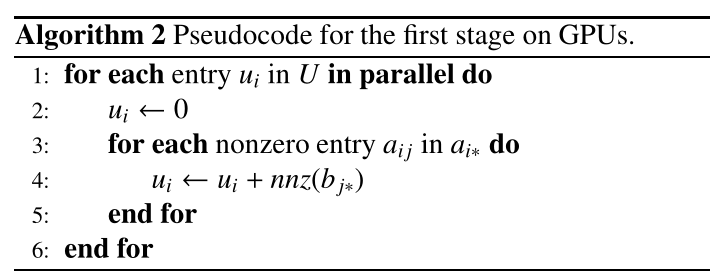 Algorithm 2 Pseudocode for the first stage on GPUs.
1: for each entry u_i in U in parallel do
2: u_i ← 0
3: for each nonzero entry a_{ij} in a_{i*} do
4: u_i ← u_i + nnz(b_{j*})
5: end for
6: end for